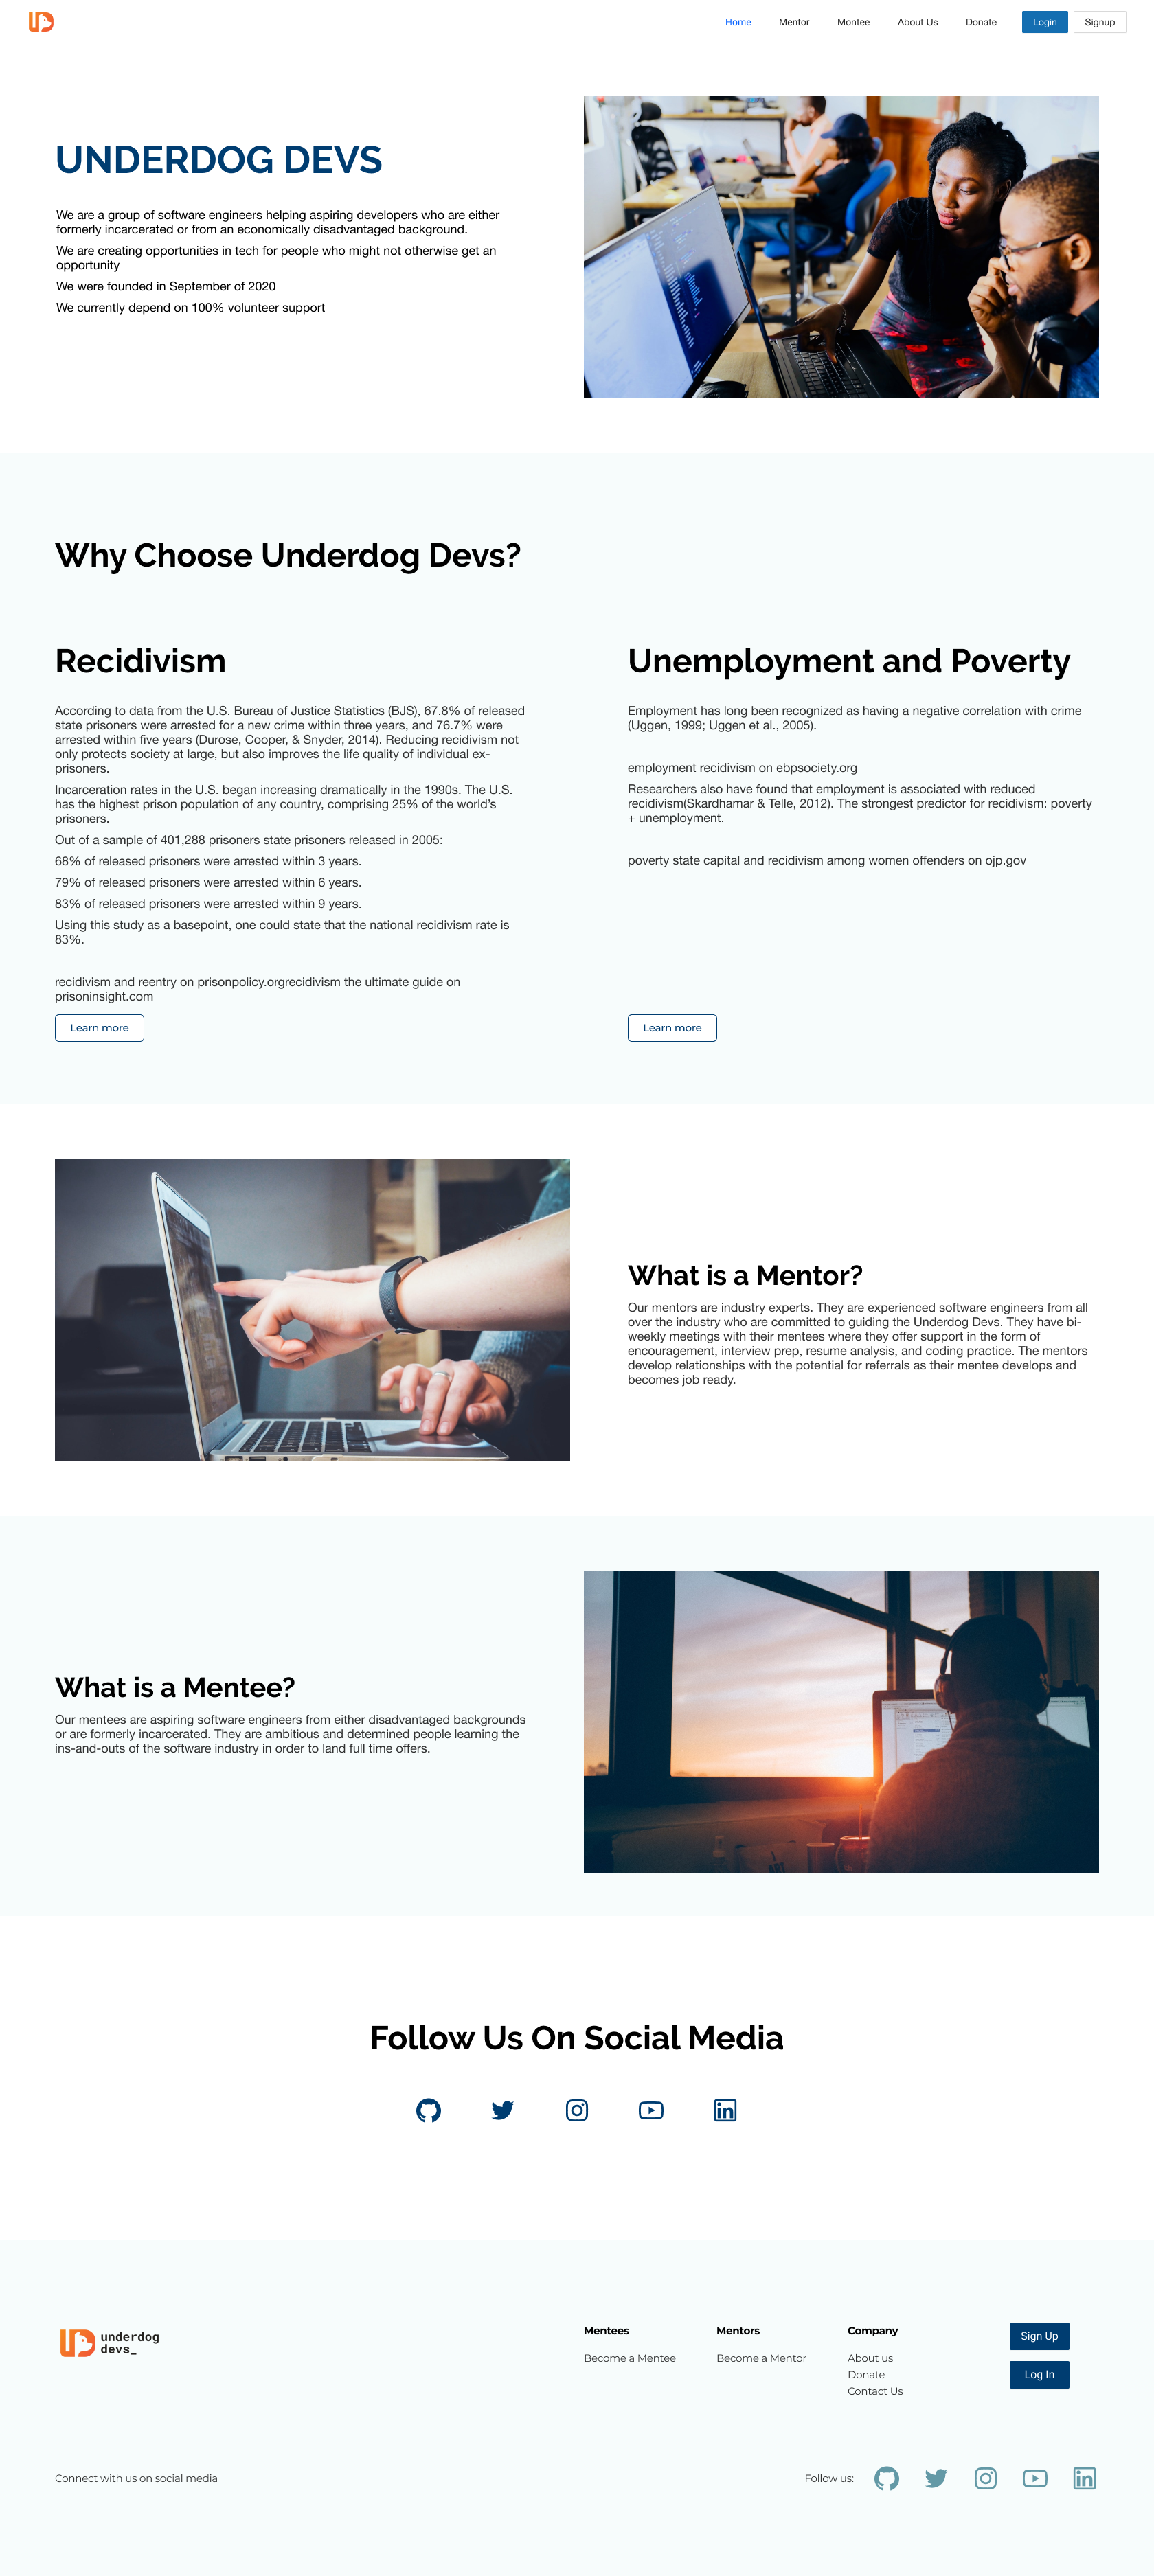 Home Mentor Montee About Us Donate Login Signup
UNDERDOG DEVS
We are a group of software engineers helping aspiring developers who are either
formerly incarcerated or from an economically disadvantaged background.
We are creating opportunities in tech for people who might not otherwise get an
opportunity
We were founded in September of 2020
We currently depend on 100% volunteer support
Why Choose Underdog Devs?
Recidivism
According to data from the U.S. Bureau of Justice Statistics (BJS), 67.8% of released
state prisoners were arrested for a new crime within three years, and 76.7% were
arrested within five years (Durose, Cooper, & Snyder, 2014). Reducing recidivism not
only protects society at large, but also improves the life quality of individual ex-
prisoners.
Incarceration rates in the U.S. began increasing dramatically in the 1990s. The U.S.
has the highest prison population of any country, comprising 25% of the world's
prisoners.
Out of a sample of 401,288 prisoners state prisoners released in 2005:
68% of released prisoners were arrested within 3 years.
79% of released prisoners were arrested within 6 years.
83% of released prisoners were arrested within 9 years.
Using this study as a basepoint, one could state that the national recidivism rate is
83%.
recidivism and reentry on prisonpolicy.orgrecidivism the ultimate guide on
prisoninsight.com
Learn more
Unemployment and Poverty
Employment has long been recognized as having a negative correlation with crime
(Uggen, 1999; Uggen et al., 2005).
employment recidivism on ebpsociety.org
Researchers also have found that employment is associated with reduced
recidivism(Skardhamar & Telle, 2012). The strongest predictor for recidivism: poverty
+ unemployment.
poverty state capital and recidivism among women offenders on ojp.gov
Learn more
What is a Mentor?
Our mentors are industry experts. They are experienced software engineers from all
over the industry who are committed to guiding the Underdog Devs. They have bi-
weekly meetings with their mentees where they offer support in the form of
encouragement, interview prep, resume analysis, and coding practice. The mentors
develop relationships with the potential for referrals as their mentee develops and
becomes job ready.
What is a Mentee?
Our mentees are aspiring software engineers from either disadvantaged backgrounds
or are formerly incarcerated. They are ambitious and determined people learning the
ins-and-outs of the software industry in order to land full time offers.
Follow Us On Social Media
underdog
devs_
Mentees
Become a Mentee
Mentors
Become a Mentor
Company
About us
Donate
Contact Us
Sign Up
Log In
Connect with us on social media
Follow us: